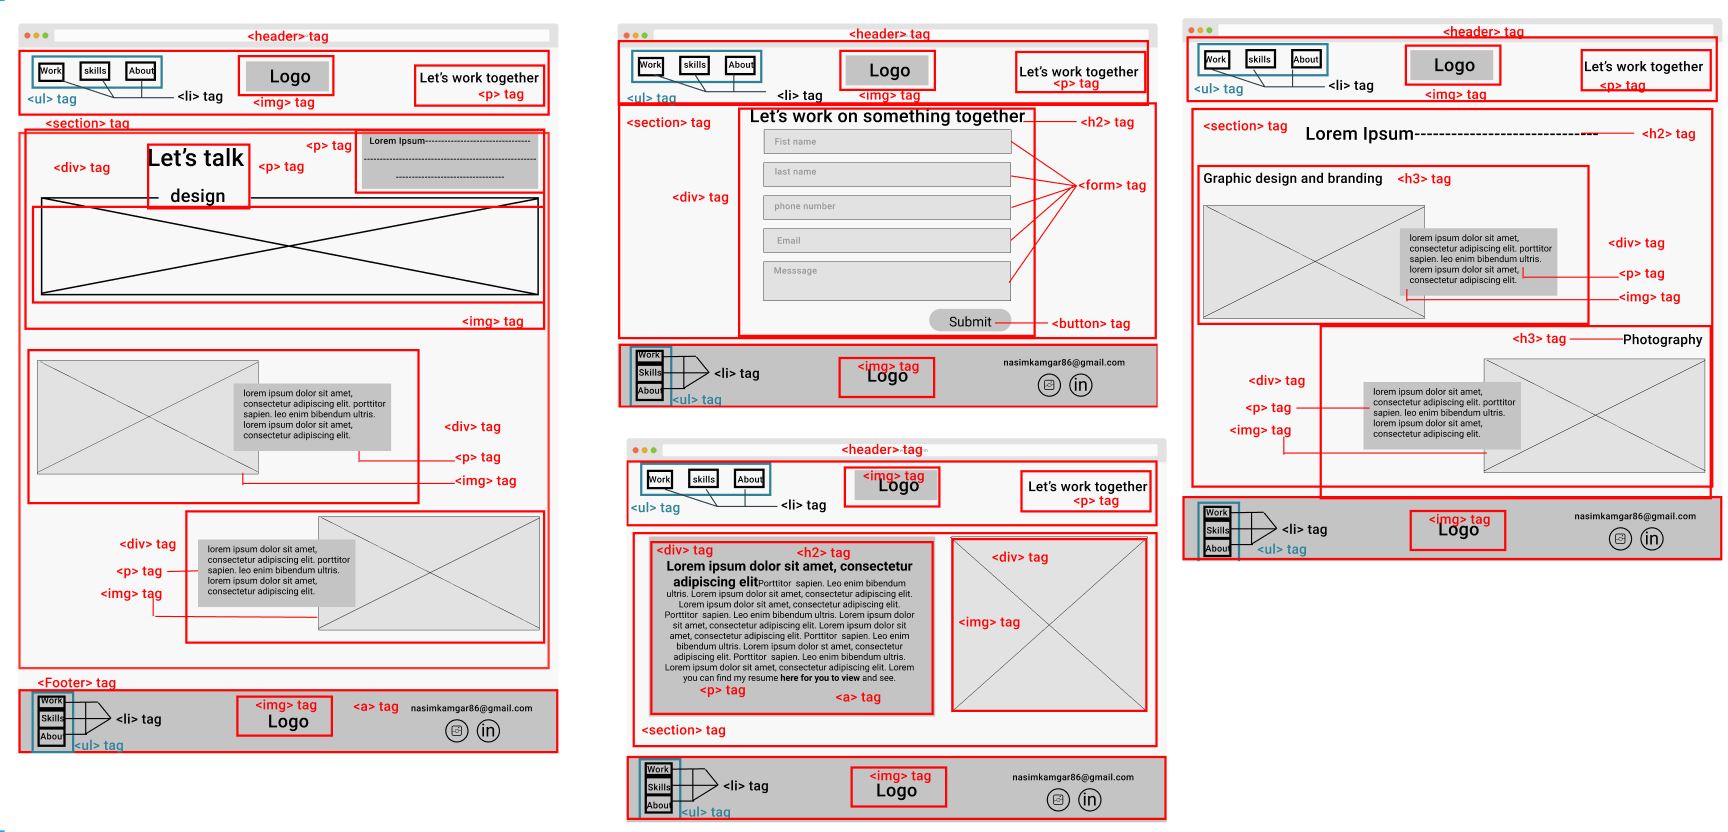 <header> tag
Work
skills
About
Logo
Let's work together
<ul> tag
<li> tag
<img> tag
<p> tag
<section> tag
<div> tag
Let's talk
design
<p> tag
<p> tag
Lorem Ipsum---------------------------------
------------------------------------------------------
----------------------------------
<img> tag
lorem ipsum dolor sit amet,
consectetur adipiscing elit. porttitor
sapien. leo enim bibendum ultris.
lorem ipsum dolor sit amet,
consectetur adipiscing elit.
<div> tag
<p> tag
<img> tag
<div> tag
<p> tag
<img> tag
lorem ipsum dolor sit amet,
consectetur adipiscing elit. porttitor
sapien. leo enim bibendum ultris.
lorem ipsum dolor sit amet,
consectetur adipiscing elit.
<Footer> tag
Work
Skills
About
<li> tag
<ul> tag
<img> tag
Logo
<a> tag
nasimkamgar86@gmail.com
in
<header> tag
Work
skills
About
Logo
Let's work together
<ul> tag
<li> tag
<img> tag
<p> tag
<section> tag
Let's work on something together
<h2> tag
Fist name
last name
phone number
Email
Messsage
<form> tag
<div> tag
Submit
<button> tag
Work
Skills
About
<li> tag
<ul> tag
<img> tag
Logo
nasimkamgar86@gmail.com
in
<header> tag
Work
skills
About
<ul> tag
<li> tag
<img> tag
Logo
Let's work together
<p> tag
<div> tag
<h2> tag
Lorem ipsum dolor sit amet, consectetur
adipiscing elitPorttitor sapien. Leo enim bibendum
ultris. Lorem ipsum dolor sit amet, consectetur adipiscing elit.
Lorem ipsum dolor sit amet, consectetur adipiscing elit.
Porttitor sapien. Leo enim bibendum ultris. Lorem ipsum dolor
sit amet, consectetur adipiscing elit. Lorem ipsum dolor sit
amet, consectetur adipiscing elit. Porttitor sapien. Leo enim
bibendum ultris. Lorem ipsum dolor st amet, consectetur
adipiscing elit. Porttitor sapien. Leo enim bibendum ultris.
Lorem ipsum dolor sit amet, consectetur adipiscing elit. Lorem
you can find my resume here for you to view and see.
<p> tag
<a> tag
<div> tag
<img> tag
<section> tag
Work
Skills
About
<li> tag
<ul> tag
<img> tag
Logo
nasimkamgar86@gmail.com
in
<header> tag
Work
skills
About
Logo
Let's work together
<ul> tag
<li> tag
<img> tag
<p> tag
<section> tag
Lorem Ipsum-------------------------------
<h2> tag
Graphic design and branding
<h3> tag
lorem ipsum dolor sit amet,
consectetur adipiscing elit. porttitor
sapien. leo enim bibendum ultris.
lorem ipsum dolor sit amet,
consectetur adipiscing elit.
<div> tag
<p> tag
<img> tag
<h3> tag
Photography
<div> tag
<p> tag
<img> tag
lorem ipsum dolor sit amet,
consectetur adipiscing elit. porttitor
sapien. leo enim bibendum ultris.
lorem ipsum dolor sit amet,
consectetur adipiscing elit.
Work
Skills
About
<li> tag
<ul> tag
<img> tag
Logo
nasimkamgar86@gmail.com
in